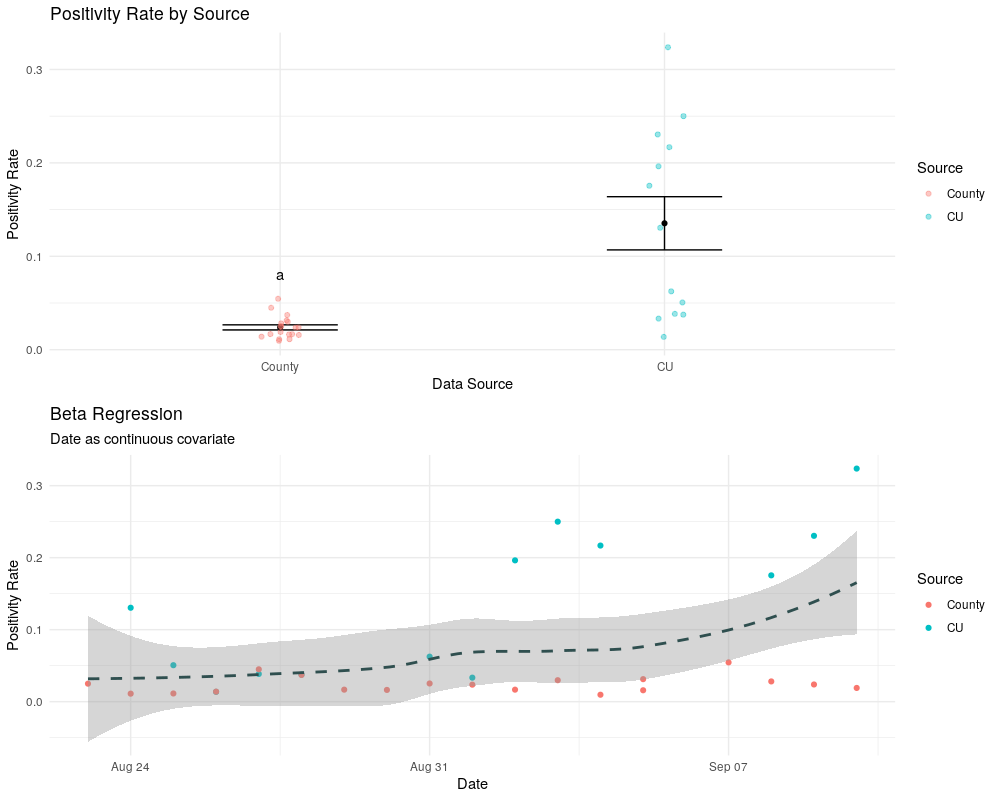 Positivity Rate by Source
Positivity Rate
0.3
0.2
0.1
0.0
a
County
CU
Data Source
Source
County
CU
Beta Regression
Date as continuous covariate
Positivity Rate
0.3
0.2
0.1
0.0
Aug 24
Aug 31
Sep 07
Date
Source
County
CU